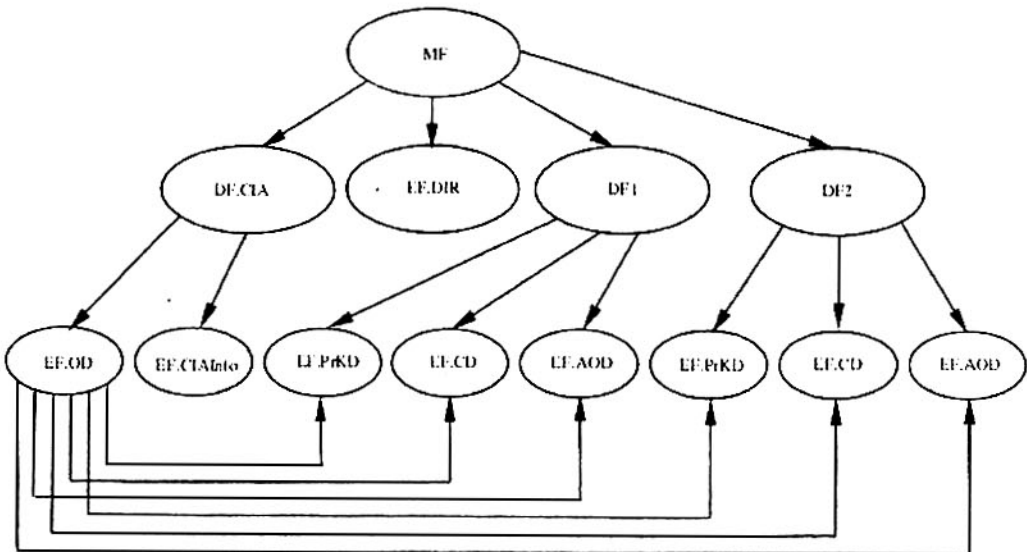 MF
DF.CIA
EF.DIR
DF1
DF2
EF.OD
EF.CIAInfo
EF.PrKD
EF.CD
EF.AOD
EF.PrKD
EF.CD
EF.AOD